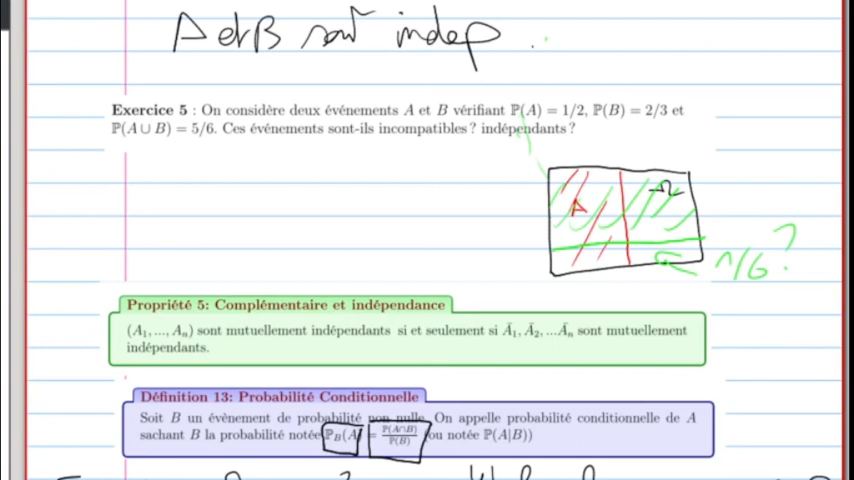 A et B sont indep .
Exercice 5 : On considère deux événements A et B vérifiant ℙ(A) = 1/2, ℙ(B) = 2/3 et
ℙ(A ∪ B) = 5/6. Ces événements sont-ils incompatibles ? indépendants ?
A Ω
1/6 ?
Propriété 5: Complémentaire et indépendance
(A₁, ..., Aₙ) sont mutuellement indépendants si et seulement si Ā₁, Ā₂, ...Āₙ sont mutuellement
indépendants.
Définition 13: Probabilité Conditionnelle
Soit B un évènement de probabilité non nulle. On appelle probabilité conditionnelle de A
sachant B la probabilité notée ℙ_B(A) = ℙ(A∩B)/ℙ(B) (ou notée ℙ(A|B))